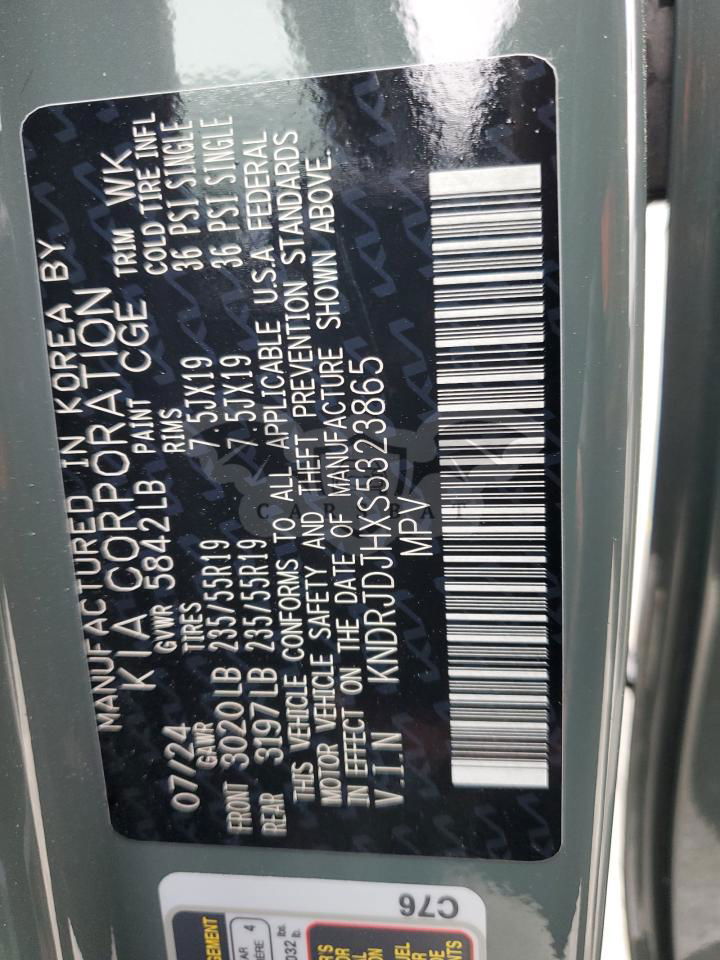 MANUFACTURED IN KOREA BY
KIA CORPORATION
07/24 GVWR 5842LB PAINT CGE TRIM WK
GAWR TIRES RIMS COLD TIRE INFL
FRONT 3020LB 235/55R19 7.5JX19 36 PSI SINGLE
REAR 3197LB 235/55R19 7.5JX19 36 PSI SINGLE
THIS VEHICLE CONFORMS TO ALL APPLICABLE U.S.A FEDERAL
MOTOR VEHICLE SAFETY AND THEFT PREVENTION STANDARDS
IN EFFECT ON THE DATE OF MANUFACTURE SHOWN ABOVE.
V.I.N KNDRJDJHXS5323865
MPV
C76
4